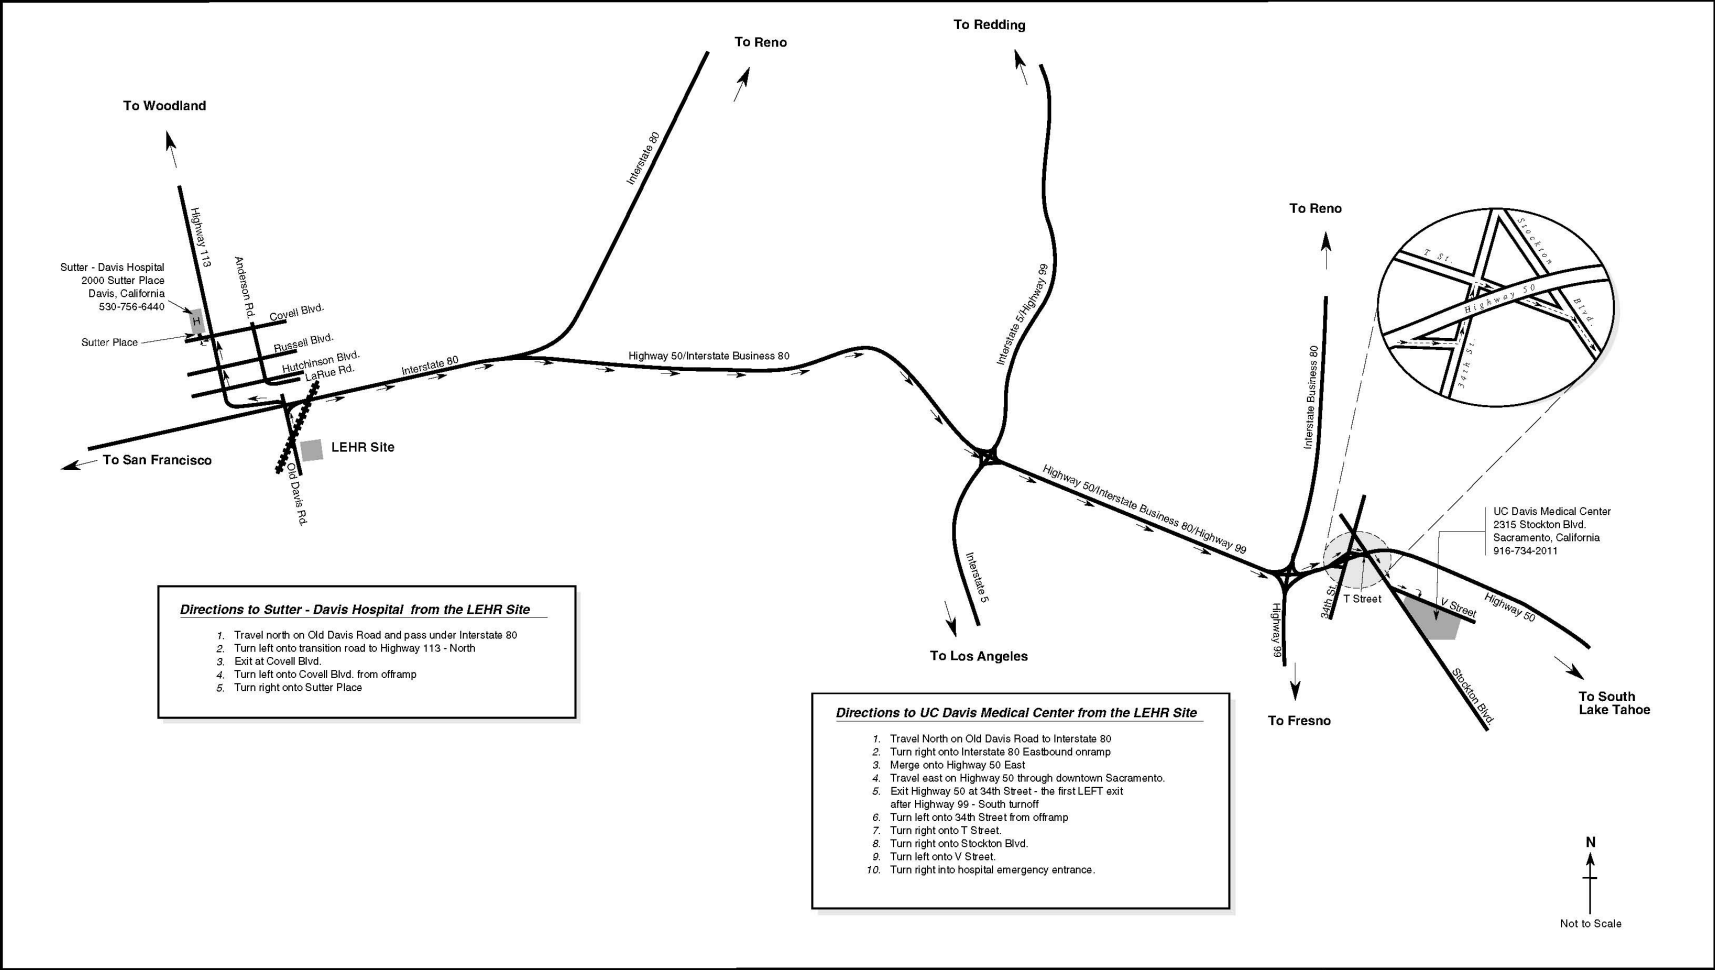 To Redding
To Reno
To Woodland
Interstate 80
Highway 113
To Reno
Stockton
Blvd.
T St.
Highway 50
34th St.
Sutter - Davis Hospital
2000 Sutter Place
Davis, California
530-756-6440
H
Sutter Place
Anderson Rd.
Covell Blvd.
Russell Blvd.
Hutchinson Blvd.
LaRue Rd.
Interstate 80
Highway 50/Interstate Business 80
Interstate 5/Highway 99
Interstate Business 80
LEHR Site
To San Francisco
Old Davis Rd.
Highway 50/Interstate Business 80/Highway 99
UC Davis Medical Center
2315 Stockton Blvd.
Sacramento, California
916-734-2011
Interstate 5
34th St.
T Street
V Street
Highway 50
Highway 99
Stockton Blvd.
To Los Angeles
To Fresno
To South
Lake Tahoe
Directions to Sutter - Davis Hospital from the LEHR Site
1. Travel north on Old Davis Road and pass under Interstate 80
2. Turn left onto transition road to Highway 113 - North
3. Exit at Covell Blvd.
4. Turn left onto Covell Blvd. from offramp
5. Turn right onto Sutter Place
Directions to UC Davis Medical Center from the LEHR Site
1. Travel North on Old Davis Road to Interstate 80
2. Turn right onto Interstate 80 Eastbound onramp
3. Merge onto Highway 50 East
4. Travel east on Highway 50 through downtown Sacramento.
5. Exit Highway 50 at 34th Street - the first LEFT exit
after Highway 99 - South turnoff
6. Turn left onto 34th Street from offramp
7. Turn right onto T Street.
8. Turn right onto Stockton Blvd.
9. Turn left onto V Street.
10. Turn right into hospital emergency entrance.
N
Not to Scale